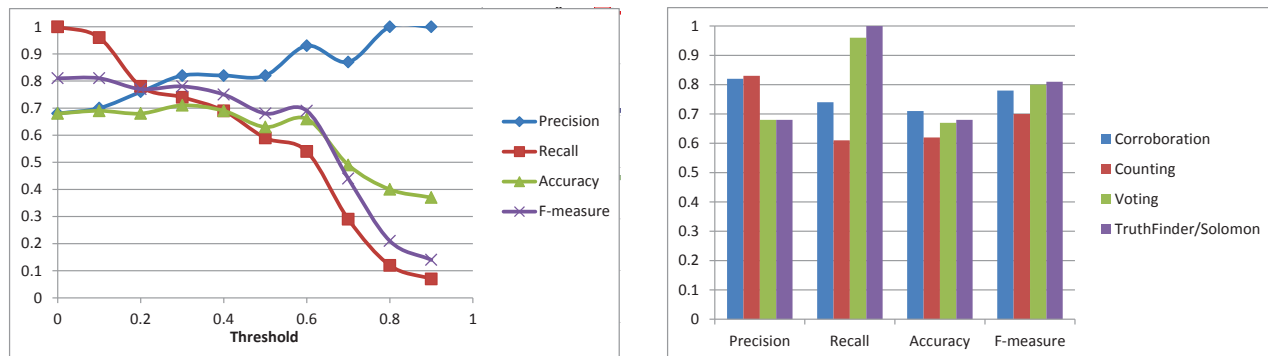 1
0.9
0.8
0.7
0.6
0.5
0.4
0.3
0.2
0.1
0
0 0.2 0.4 0.6 0.8 1
Threshold
Precision
Recall
Accuracy
F-measure
1
0.9
0.8
0.7
0.6
0.5
0.4
0.3
0.2
0.1
0
Precision Recall Accuracy F-measure
Corroboration
Counting
Voting
TruthFinder/Solomon